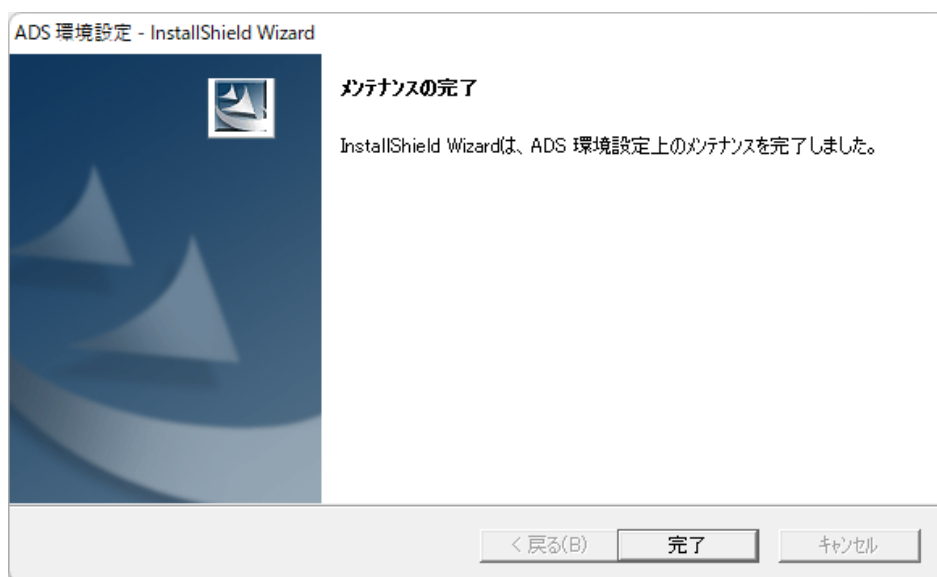 ADS 環境設定 - InstallShield Wizard
メンテナンスの完了
InstallShield Wizardは、ADS 環境設定上のメンテナンスを完了しました。
< 戻る(B)
完了
キャンセル